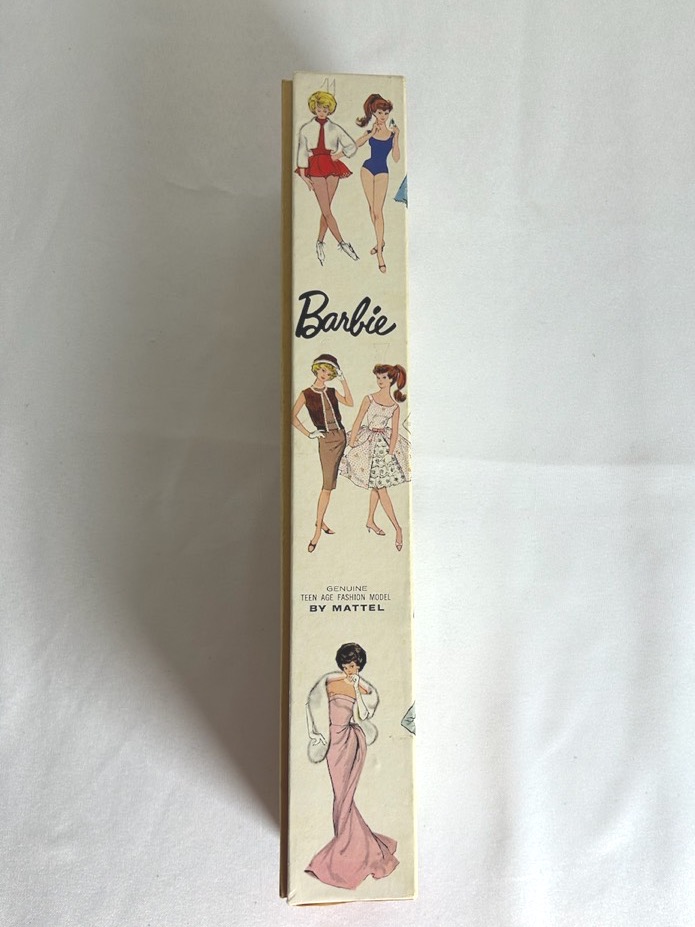 Barbie
GENUINE
TEEN AGE FASHION MODEL
BY MATTEL